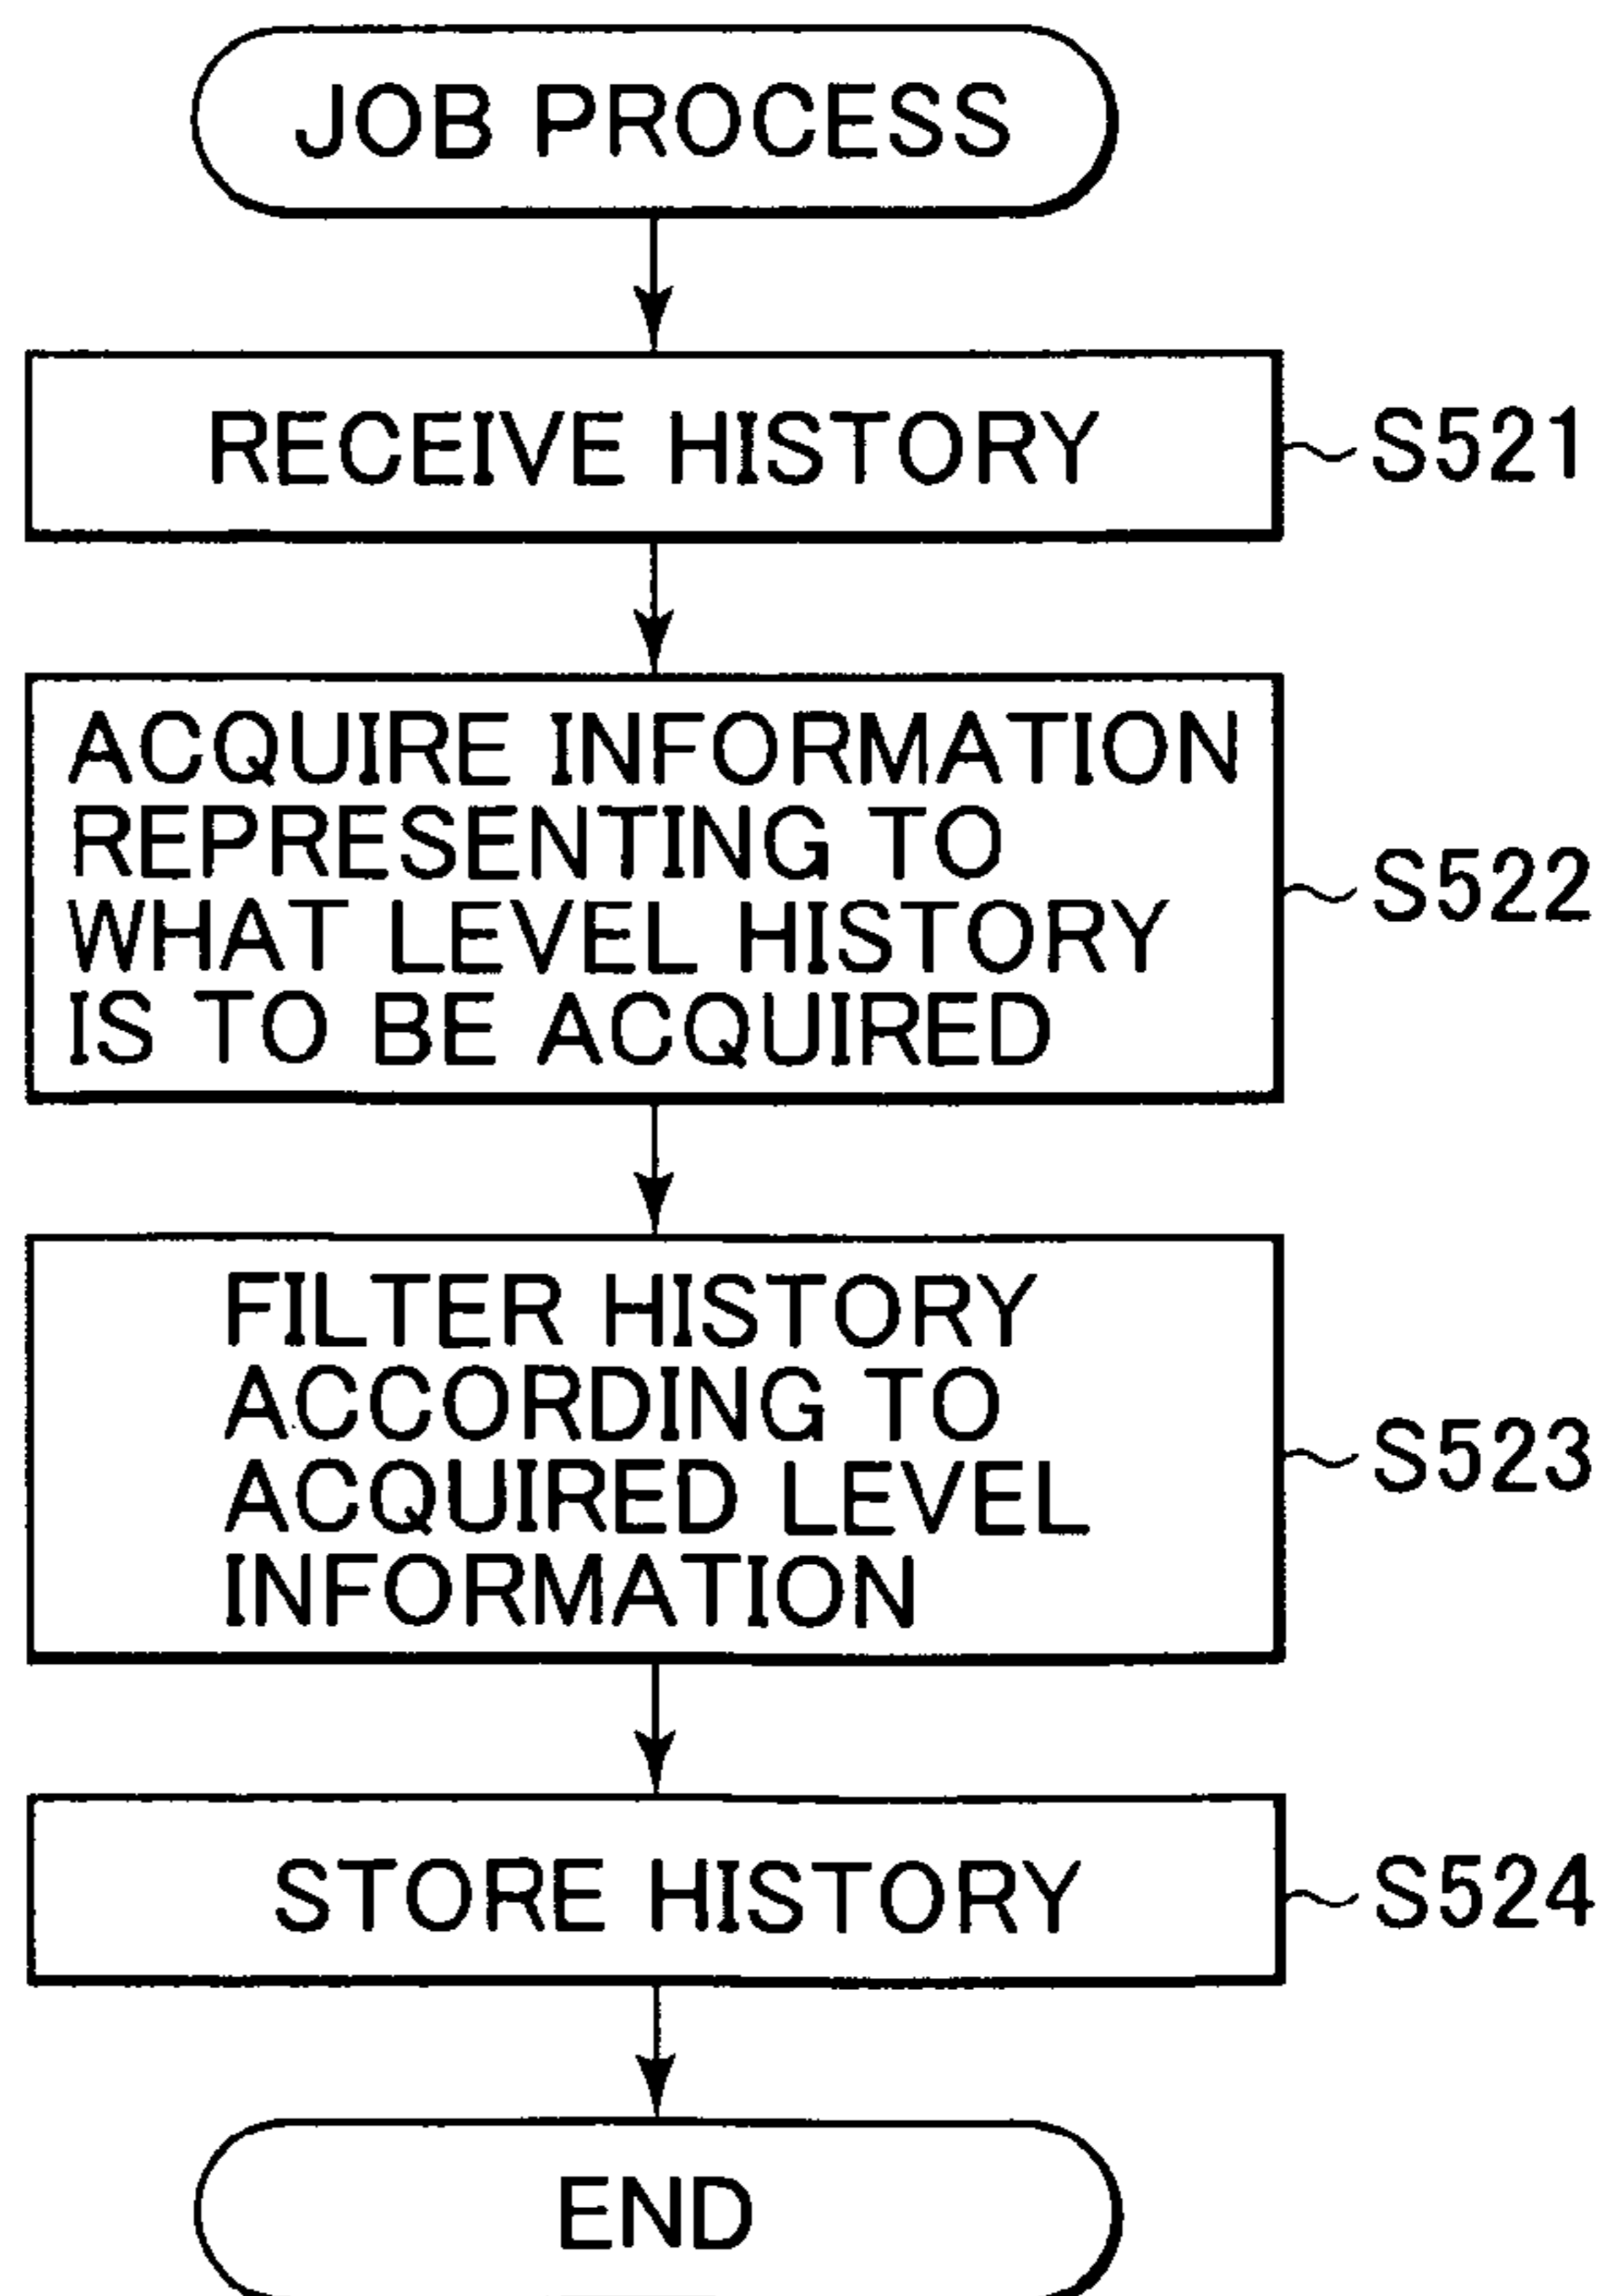 JOB PROCESS
RECEIVE HISTORY
S521
ACQUIRE INFORMATION
REPRESENTING TO
WHAT LEVEL HISTORY
IS TO BE ACQUIRED
S522
FILTER HISTORY
ACCORDING TO
ACQUIRED LEVEL
INFORMATION
S523
STORE HISTORY
S524
END